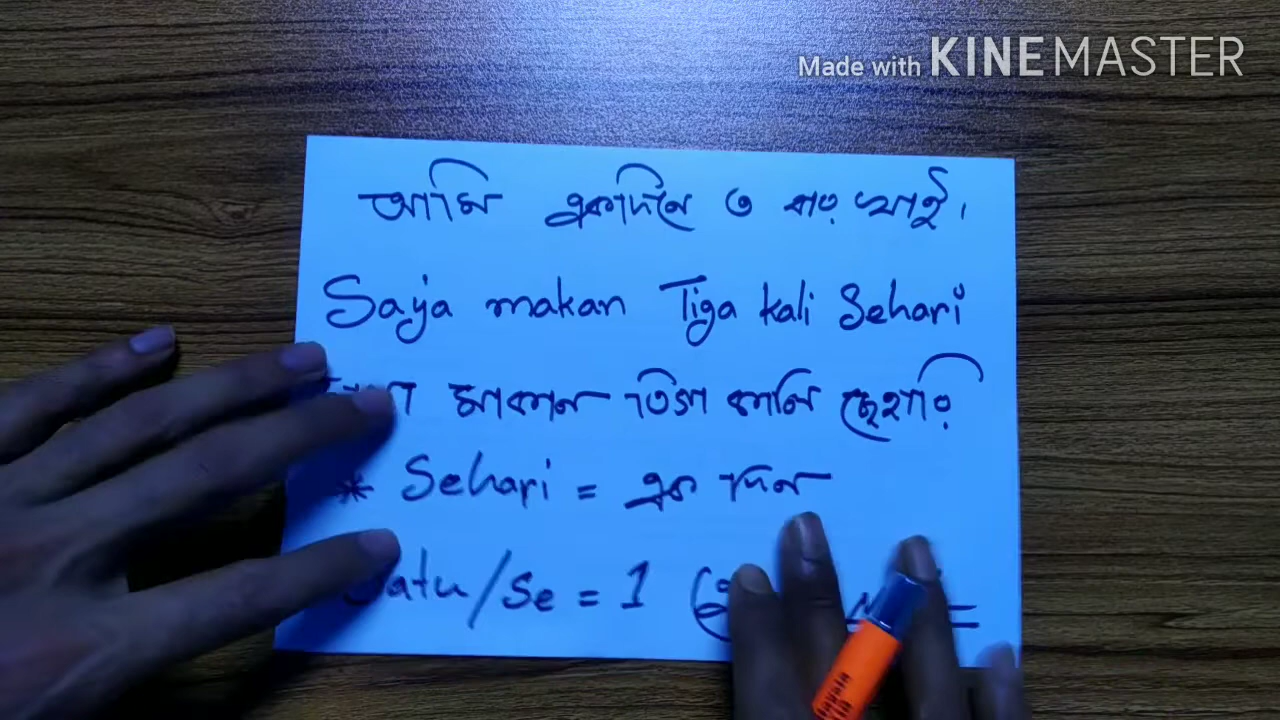 Made with KINEMASTER
আমি একদিনে ৩ বার খাই।
Saya makan Tiga kali Sehari
মাকান তিগা কালি ছেহারি
* Sehari = এক দিন
Satu/Se = 1